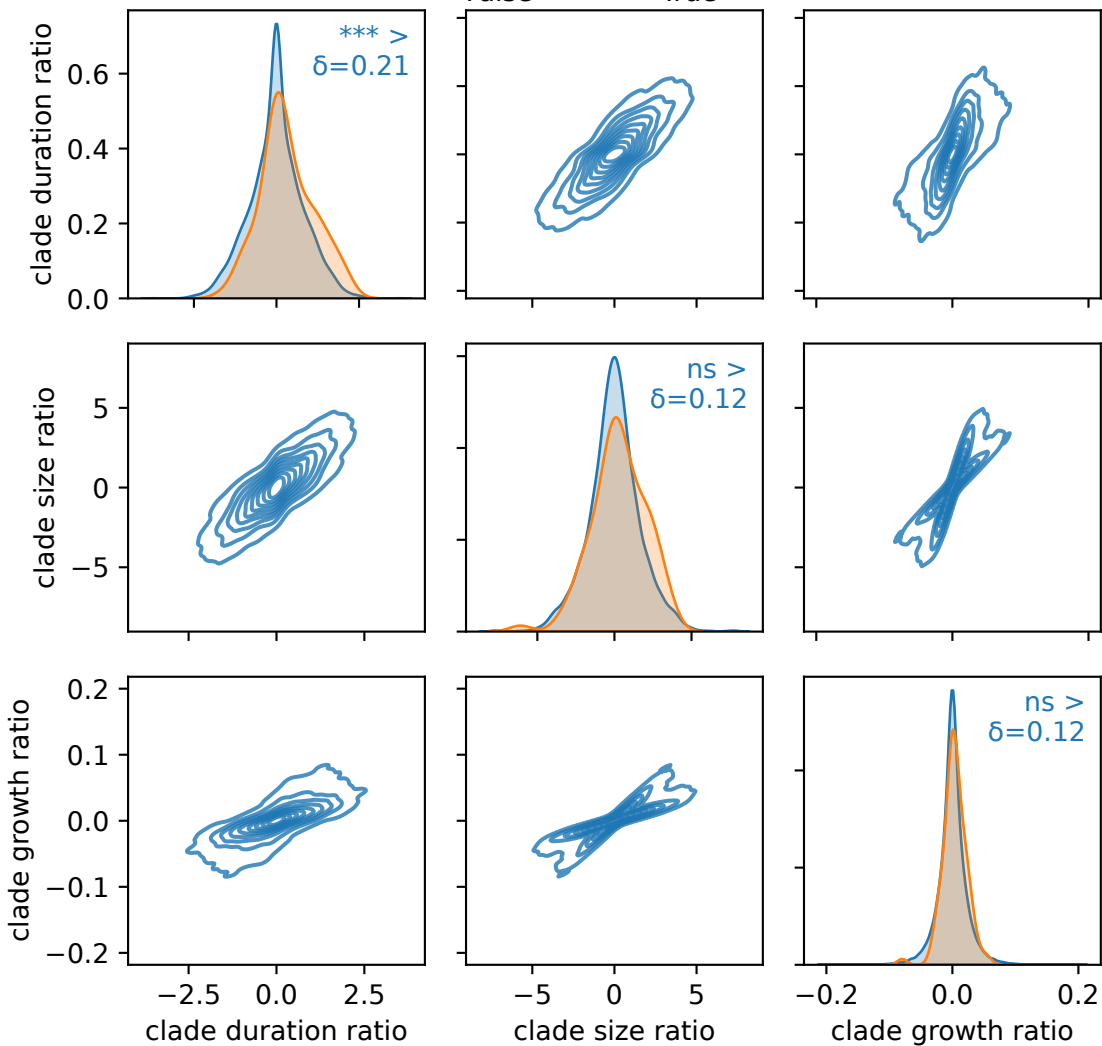 clade duration ratio
0.6
0.4
0.2
0.0
*** >
δ=0.21
clade size ratio
5
0
−5
ns >
δ=0.12
clade growth ratio
0.2
0.1
0.0
−0.1
−0.2
ns >
δ=0.12
−2.5 0.0 2.5
clade duration ratio
−5 0 5
clade size ratio
−0.2 0.0 0.2
clade growth ratio